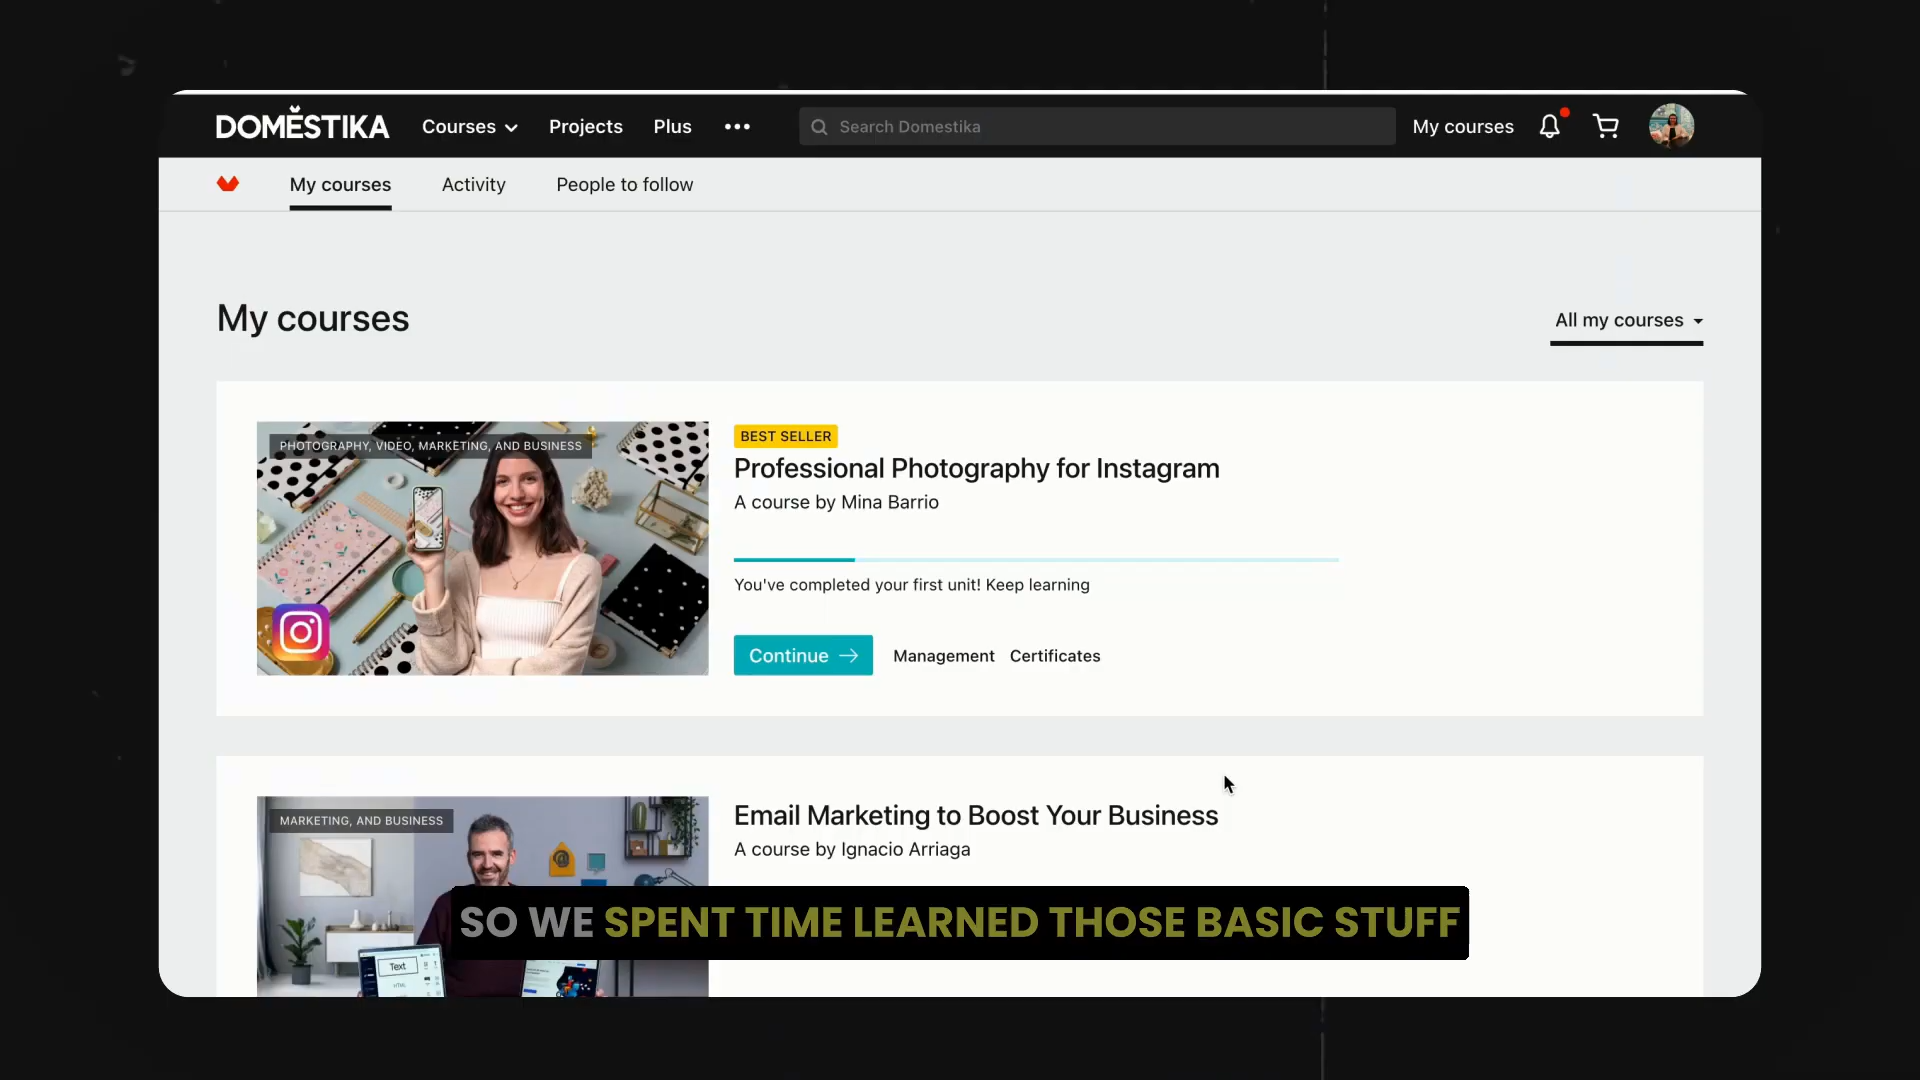 DOMESTIKA
Courses
Projects
Plus
Search Domestika
My courses
My courses
Activity
People to follow
My courses
All my courses
PHOTOGRAPHY, VIDEO, MARKETING, AND BUSINESS
BEST SELLER
Professional Photography for Instagram
A course by Mina Barrio
You've completed your first unit! Keep learning
Continue
Management
Certificates
MARKETING, AND BUSINESS
Email Marketing to Boost Your Business
A course by Ignacio Arriaga
SO WE SPENT TIME LEARNED THOSE BASIC STUFF
Text
HTML